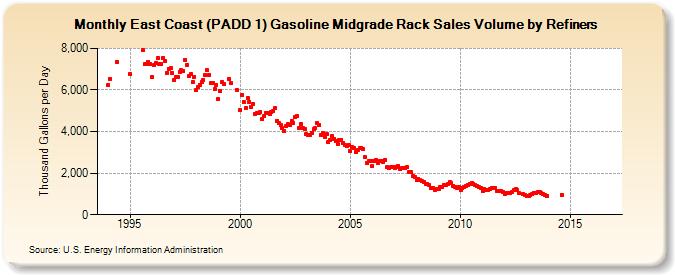 Monthly East Coast (PADD 1) Gasoline Midgrade Rack Sales Volume by Refiners
Thousand Gallons per Day
8,000
6,000
4,000
2,000
0
1995 2000 2005 2010 2015
Source: U.S. Energy Information Administration